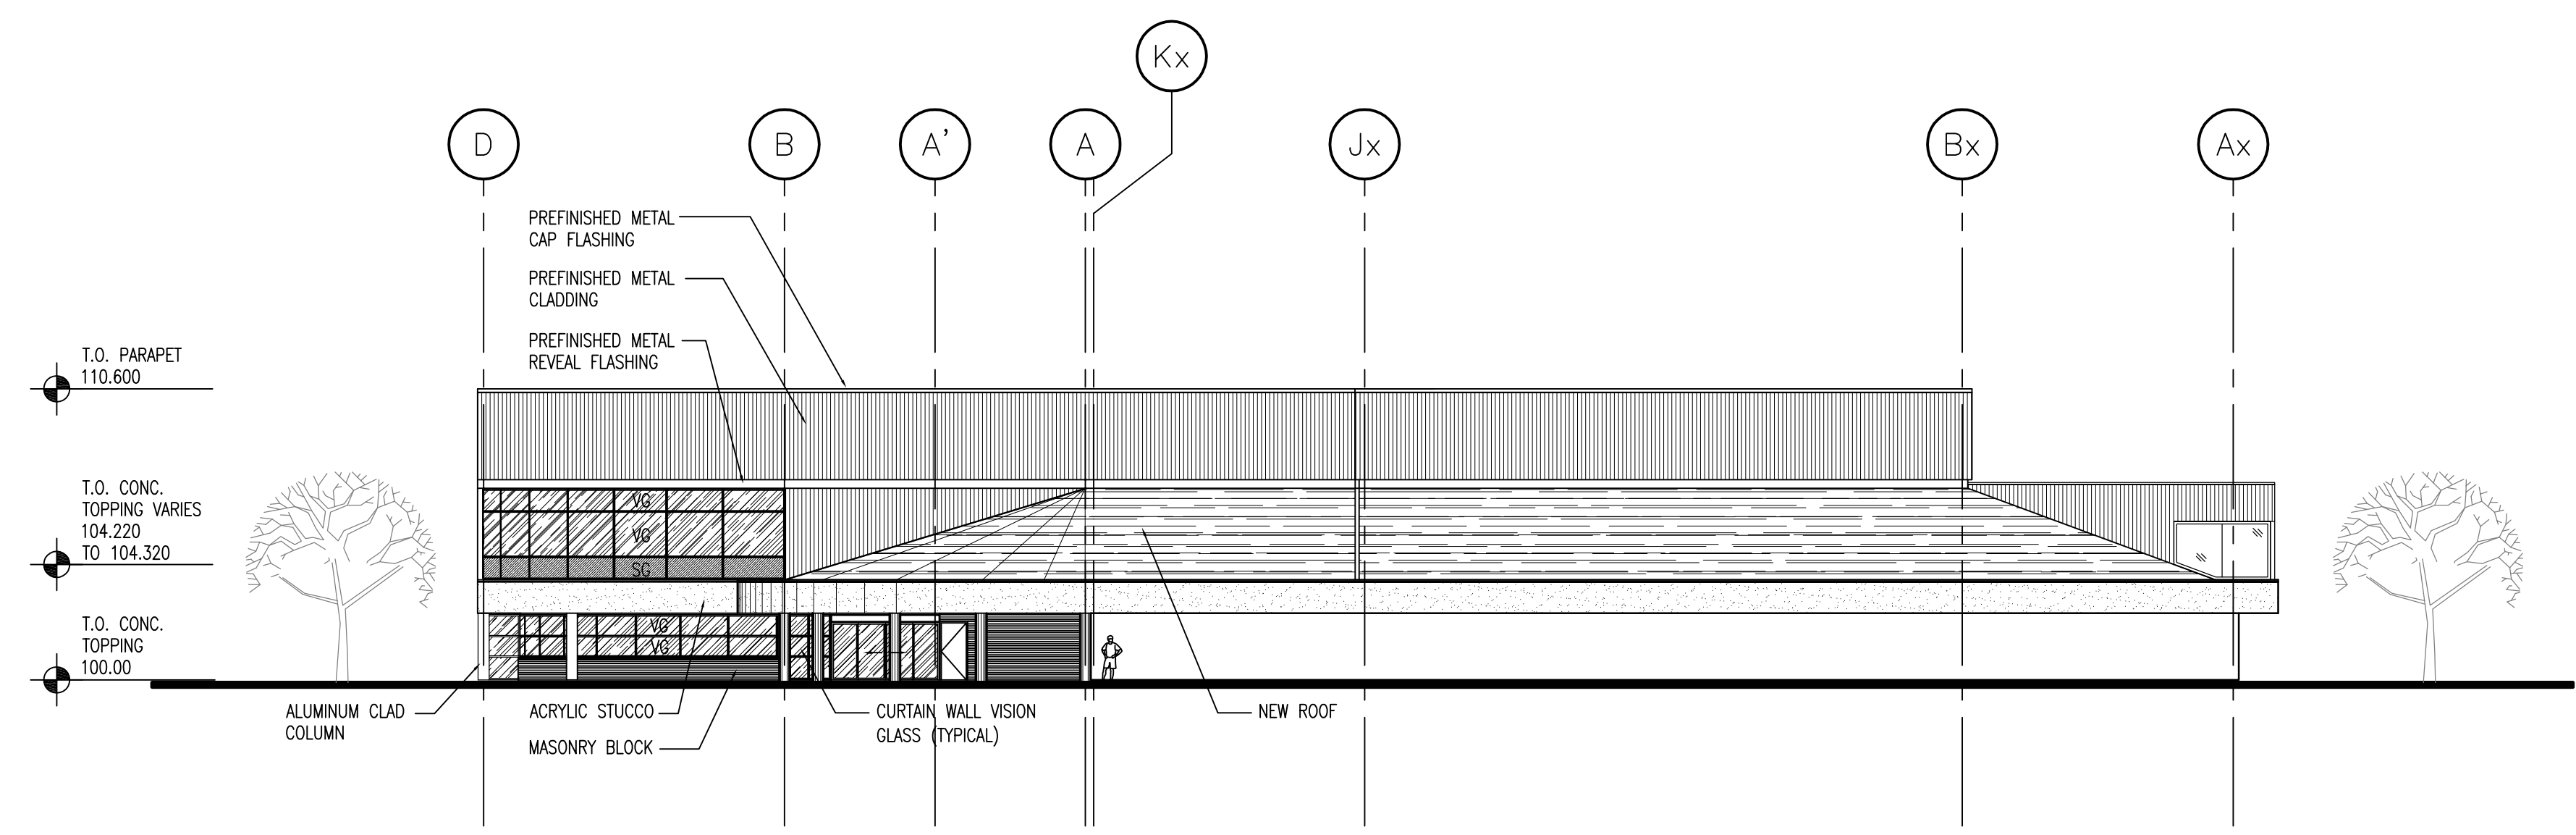 Kx
D
B
A'
A
Jx
Bx
Ax
PREFINISHED METAL
CAP FLASHING
PREFINISHED METAL
CLADDING
PREFINISHED METAL
REVEAL FLASHING
T.O. PARAPET
110.600
T.O. CONC.
TOPPING VARIES
104.220
TO 104.320
VG
VG
SG
T.O. CONC.
TOPPING
100.00
VG
VG
ALUMINUM CLAD
COLUMN
ACRYLIC STUCCO
MASONRY BLOCK
CURTAIN WALL VISION
GLASS (TYPICAL)
NEW ROOF